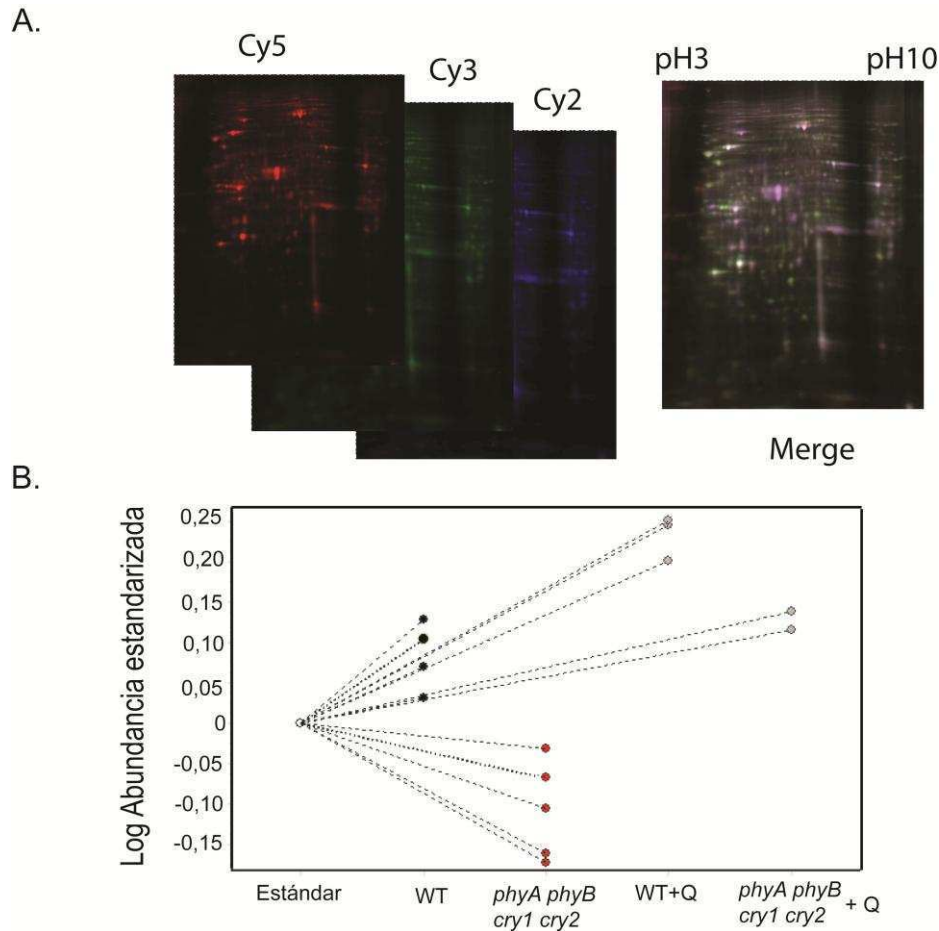 A.
Cy5
Cy3
Cy2
pH3
pH10
Merge
B.
Log Abundancia estandarizada
0,25
0,20
0,15
0,10
0,05
0
-0,05
-0,10
-0,15
Estándar
WT
phyA phyB
cry1 cry2
WT+Q
phyA phyB
cry1 cry2
+ Q